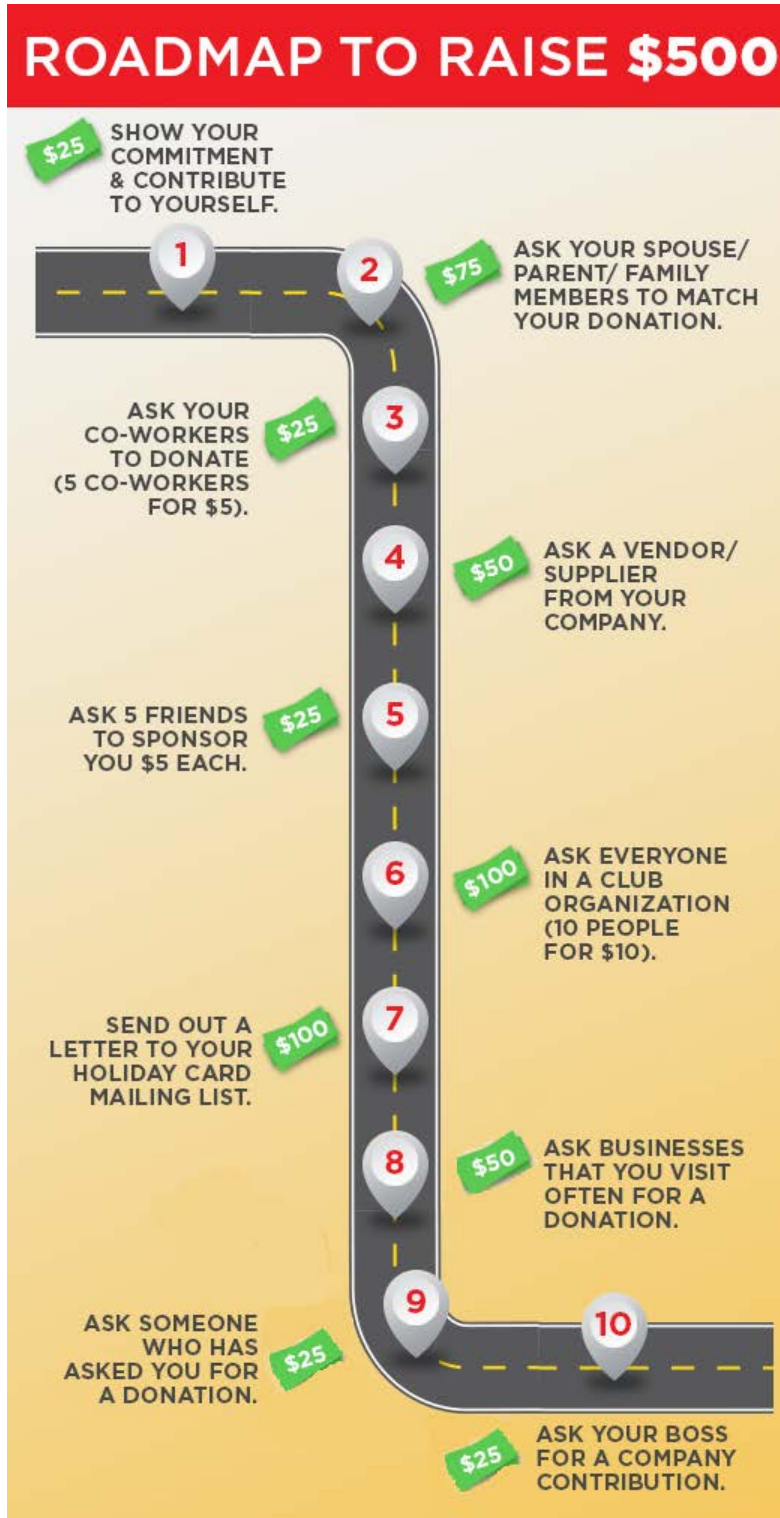 ROADMAP TO RAISE $500
$25
SHOW YOUR
COMMITMENT
& CONTRIBUTE
TO YOURSELF.
1
2
$75
ASK YOUR SPOUSE/
PARENT/ FAMILY
MEMBERS TO MATCH
YOUR DONATION.
3
ASK YOUR
CO-WORKERS
TO DONATE
(5 CO-WORKERS
FOR $5).
$25
4
$50
ASK A VENDOR/
SUPPLIER
FROM YOUR
COMPANY.
5
ASK 5 FRIENDS
TO SPONSOR
YOU $5 EACH.
$25
6
$100
ASK EVERYONE
IN A CLUB
ORGANIZATION
(10 PEOPLE
FOR $10).
7
SEND OUT A
LETTER TO YOUR
HOLIDAY CARD
MAILING LIST.
$100
8
$50
ASK BUSINESSES
THAT YOU VISIT
OFTEN FOR A
DONATION.
9
ASK SOMEONE
WHO HAS
ASKED YOU FOR
A DONATION.
$25
10
$25
ASK YOUR BOSS
FOR A COMPANY
CONTRIBUTION.